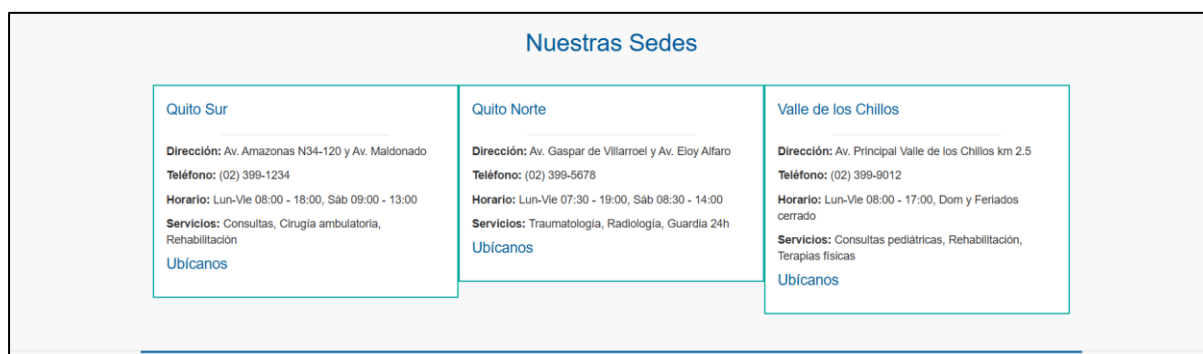 Nuestras Sedes
Quito Sur
Dirección: Av. Amazonas N34-120 y Av. Maldonado
Teléfono: (02) 399-1234
Horario: Lun-Vie 08:00 - 18:00, Sáb 09:00 - 13:00
Servicios: Consultas, Cirugía ambulatoria,
Rehabilitación
Ubícanos
Quito Norte
Dirección: Av. Gaspar de Villarroel y Av. Eloy Alfaro
Teléfono: (02) 399-5678
Horario: Lun-Vie 07:30 - 19:00, Sáb 08:30 - 14:00
Servicios: Traumatología, Radiología, Guardia 24h
Ubícanos
Valle de los Chillos
Dirección: Av. Principal Valle de los Chillos km 2.5
Teléfono: (02) 399-9012
Horario: Lun-Vie 08:00 - 17:00, Dom y Feriados
cerrado
Servicios: Consultas pediátricas, Rehabilitación,
Terapias físicas
Ubícanos